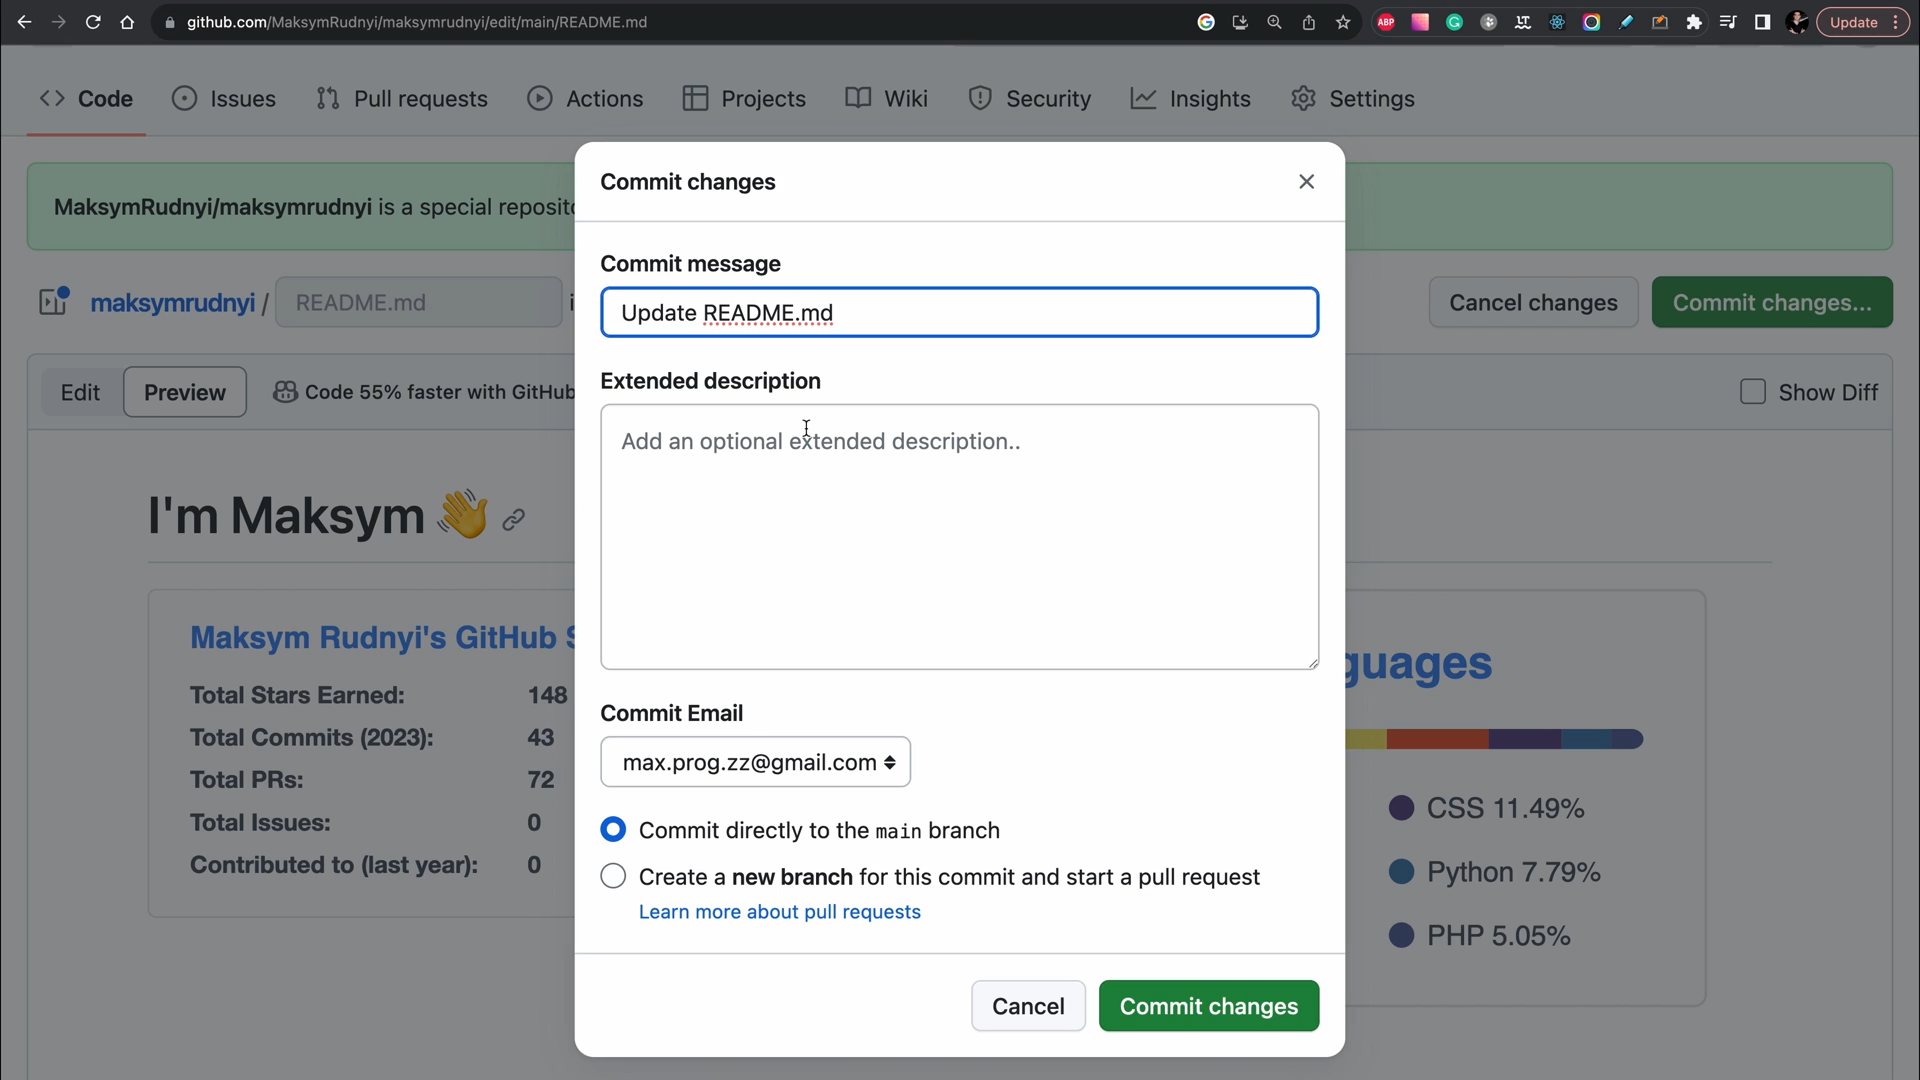 github.com/MaksymRudnyi/maksymrudnyi/edit/main/README.md
ABP
Update
Code
Issues
Pull requests
Actions
Projects
Wiki
Security
Insights
Settings
MaksymRudnyi/maksymrudnyi is a special reposito
maksymrudnyi / README.md i
Cancel changes
Commit changes...
Edit
Preview
Code 55% faster with GitHub
Show Diff
I'm Maksym 👋
Maksym Rudnyi's GitHub S
Total Stars Earned: 148
Total Commits (2023): 43
Total PRs: 72
Total Issues: 0
Contributed to (last year): 0
guages
CSS 11.49%
Python 7.79%
PHP 5.05%
Commit changes
Commit message
Update README.md
Extended description
Add an optional extended description..
Commit Email
max.prog.zz@gmail.com
Commit directly to the main branch
Create a new branch for this commit and start a pull request
Learn more about pull requests
Cancel
Commit changes